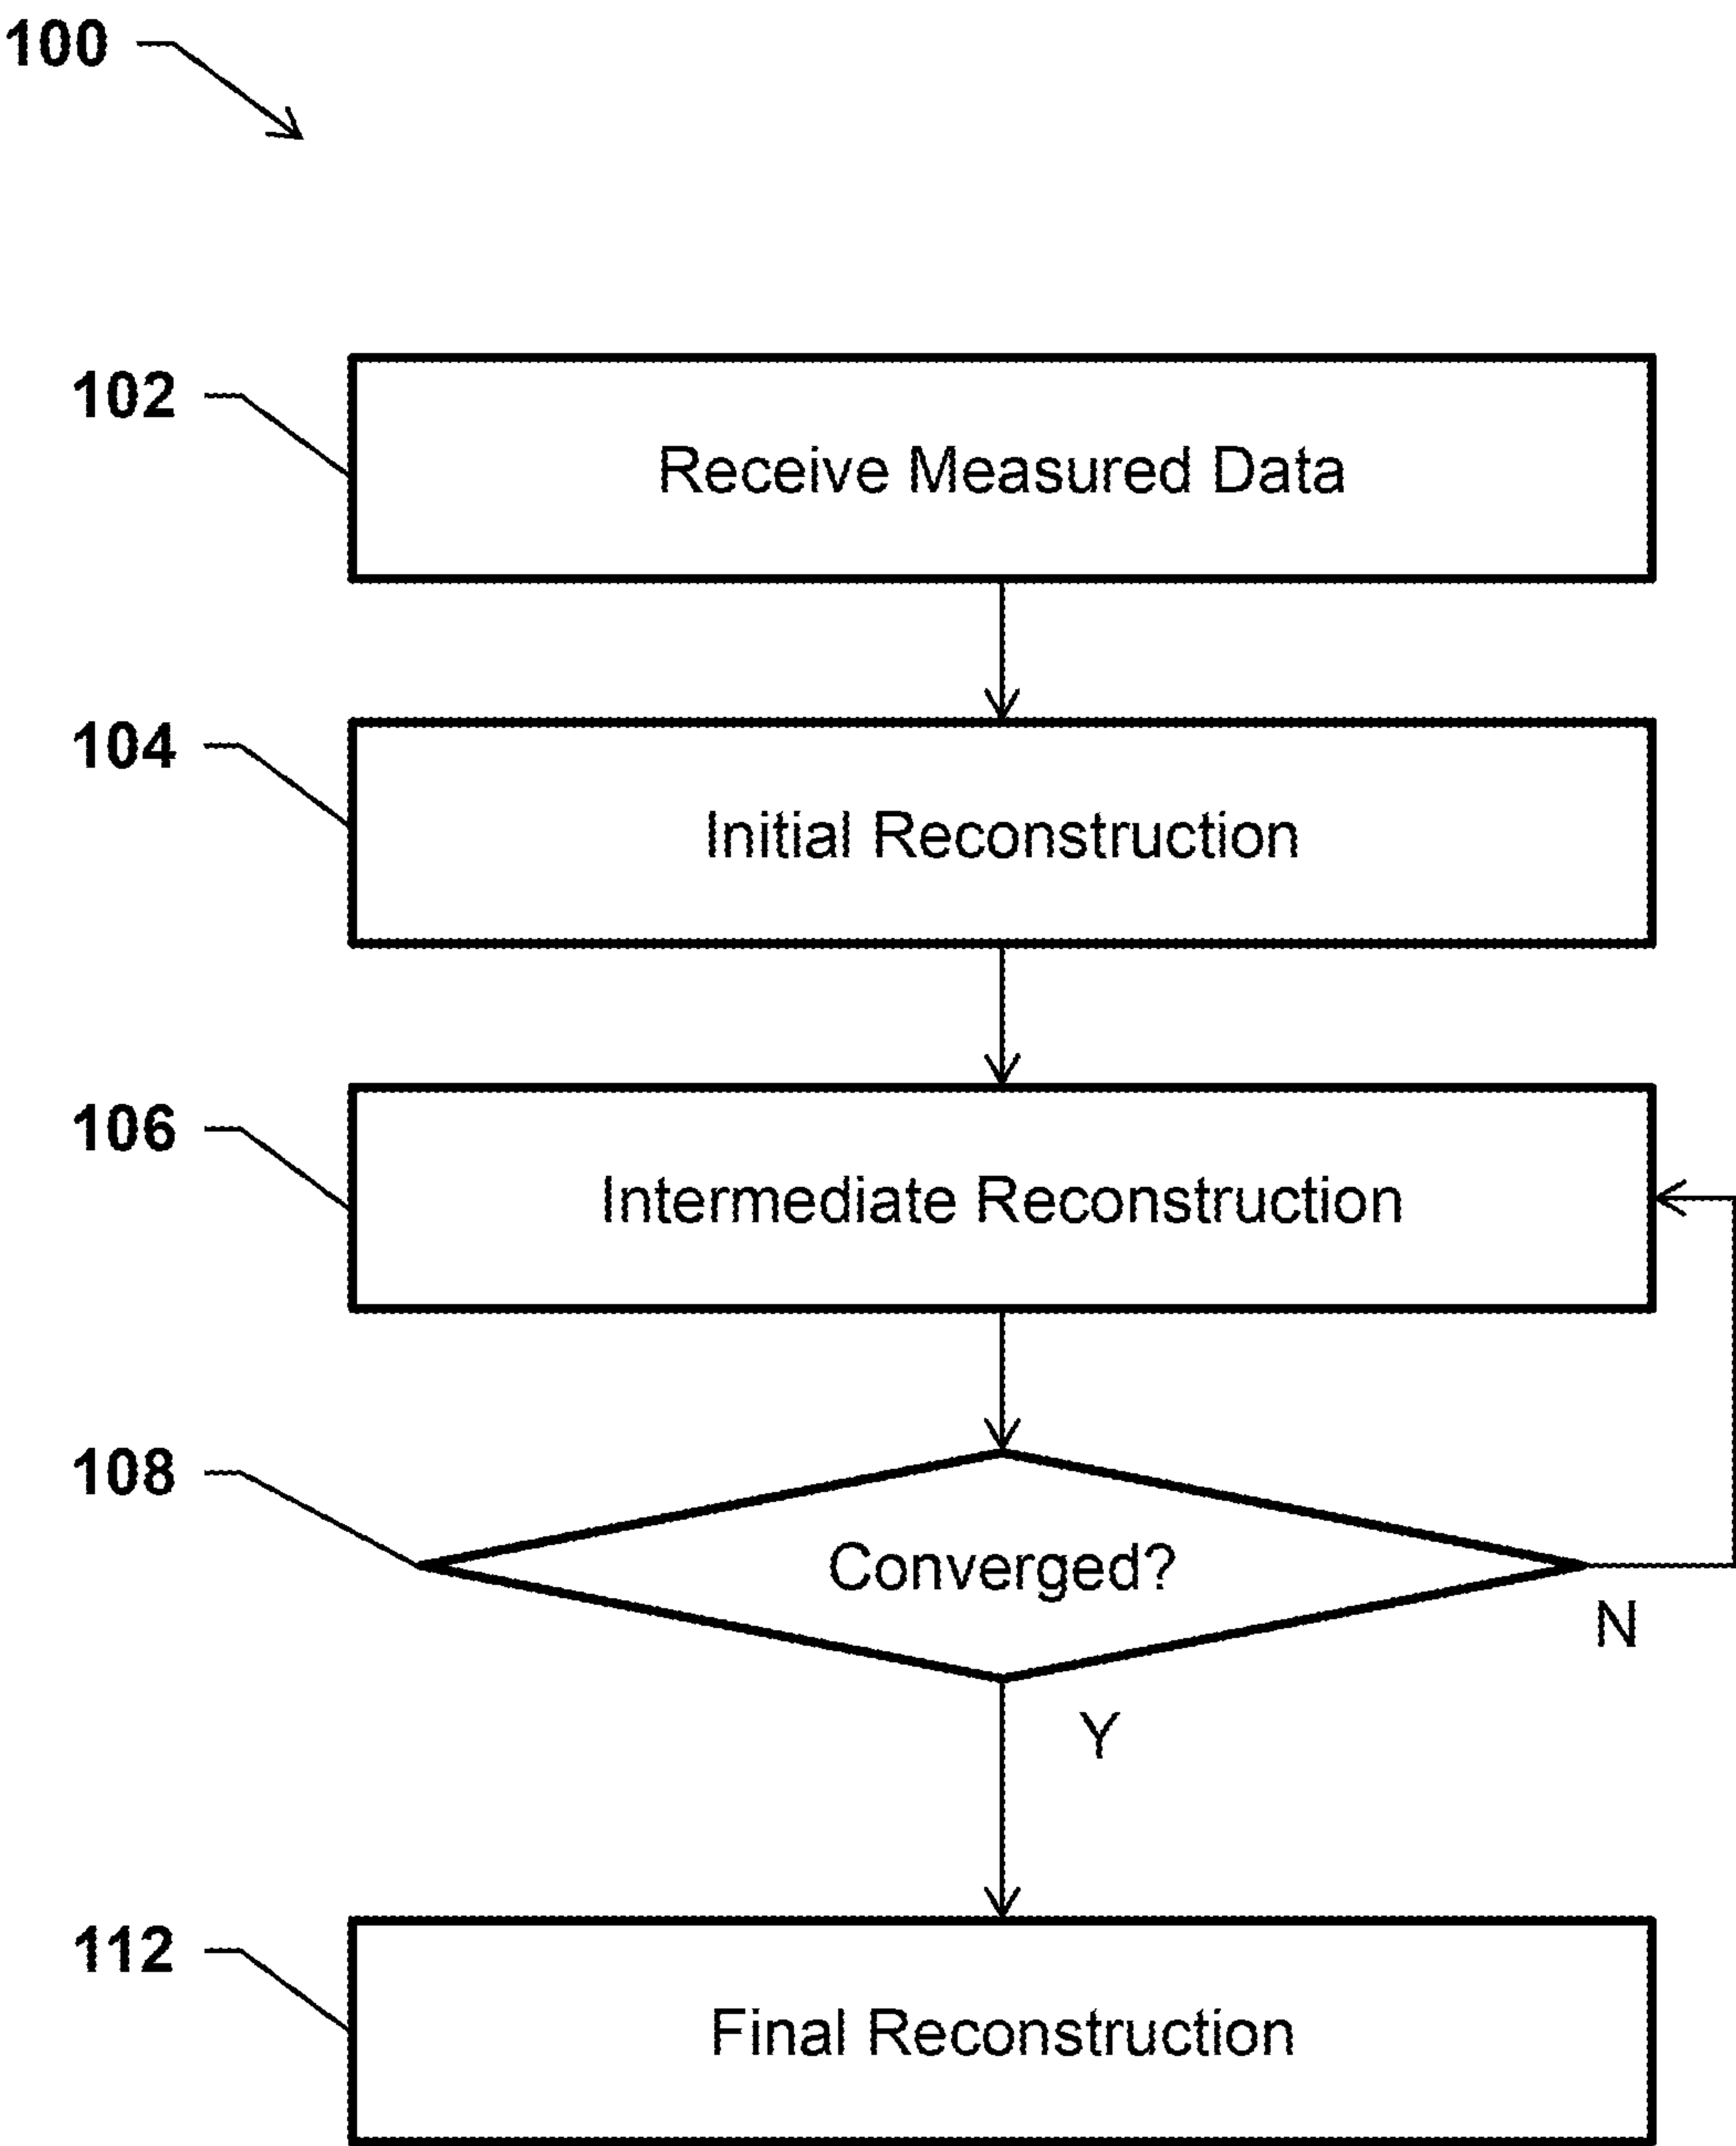 100
102
Receive Measured Data
104
Initial Reconstruction
106
Intermediate Reconstruction
108
Converged?
N
Y
112
Final Reconstruction